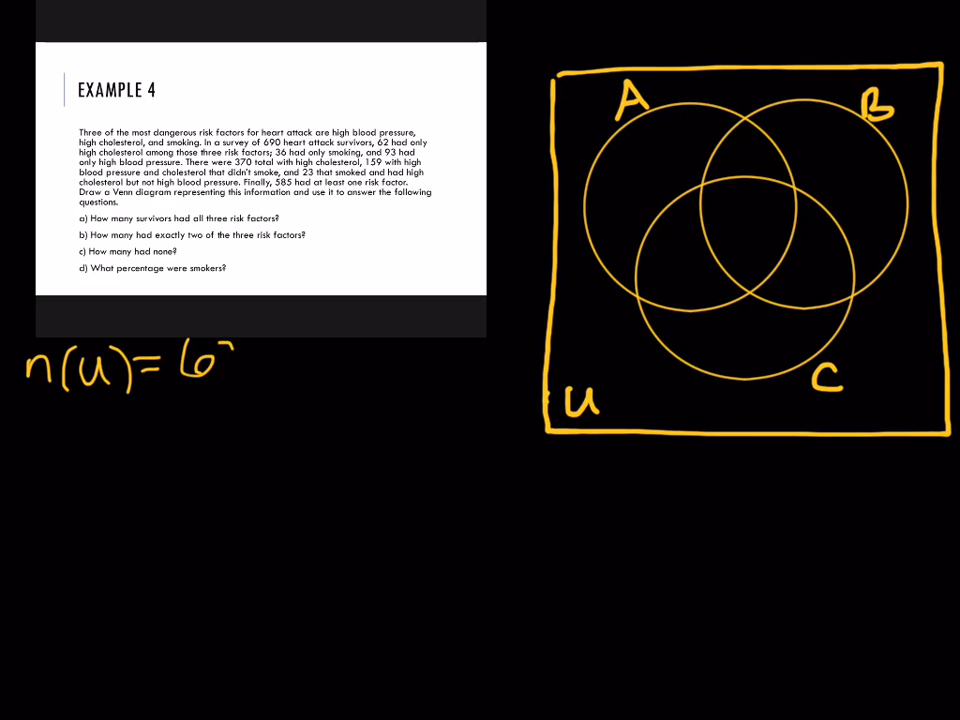 EXAMPLE 4
Three of the most dangerous risk factors for heart attack are high blood pressure,
high cholesterol, and smoking. In a survey of 690 heart attack survivors, 62 had only
high cholesterol among those three risk factors; 36 had only smoking, and 93 had
only high blood pressure. There were 370 total with high cholesterol, 159 with high
blood pressure and cholesterol that didn't smoke, and 23 that smoked and had high
cholesterol but not high blood pressure. Finally, 585 had at least one risk factor.
Draw a Venn diagram representing this information and use it to answer the following
questions.
a) How many survivors had all three risk factors?
b) How many had exactly two of the three risk factors?
c) How many had none?
d) What percentage were smokers?
A
B
C
U
n(U)= 6